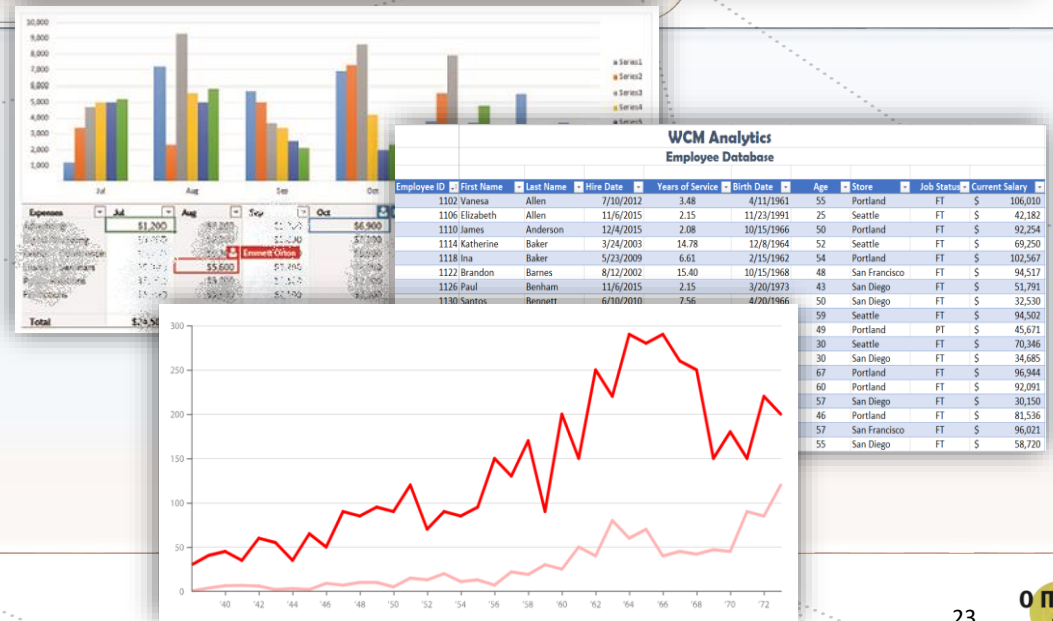 10,000
9,000
8,000
7,000
6,000
5,000
4,000
3,000
2,000
1,000
Series1
Series2
Series3
Series4
Series5
Jul Aug Sep Oct
Expenses Jul Aug Sep Oct
$1,200 $6,900
Emmett Orton
$5,600
Total
WCM Analytics
Employee Database
Employee ID First Name Last Name Hire Date Years of Service Birth Date Age Store Job Status Current Salary
1102 Vanesa Allen 7/10/2012 3.48 4/11/1961 55 Portland FT $ 106,010
1106 Elizabeth Allen 11/6/2015 2.15 11/23/1991 25 Seattle FT $ 42,182
1110 James Anderson 12/4/2015 2.08 10/15/1966 50 Portland FT $ 92,254
1114 Katherine Baker 3/24/2003 14.78 12/8/1964 52 Seattle FT $ 69,250
1118 Ina Baker 5/23/2009 6.61 2/15/1962 54 Portland FT $ 102,567
1122 Brandon Barnes 8/12/2002 15.40 10/15/1968 48 San Francisco FT $ 94,517
1126 Paul Benham 11/6/2015 2.15 3/20/1973 43 San Diego FT $ 51,791
1130 Santos Bennett 6/10/2010 7.56 4/20/1966 50 San Diego FT $ 32,530
59 Seattle FT $ 94,502
49 Portland PT $ 45,671
30 Seattle FT $ 70,346
30 San Diego FT $ 34,685
67 Portland FT $ 96,944
60 Portland FT $ 92,091
57 San Diego FT $ 30,150
46 Portland FT $ 81,536
57 San Francisco FT $ 96,021
55 San Diego FT $ 58,720
300
250
200
150
100
50
0
'40 '42 '44 '46 '48 '50 '52 '54 '56 '58 '60 '62 '64 '66 '68 '70 '72
23